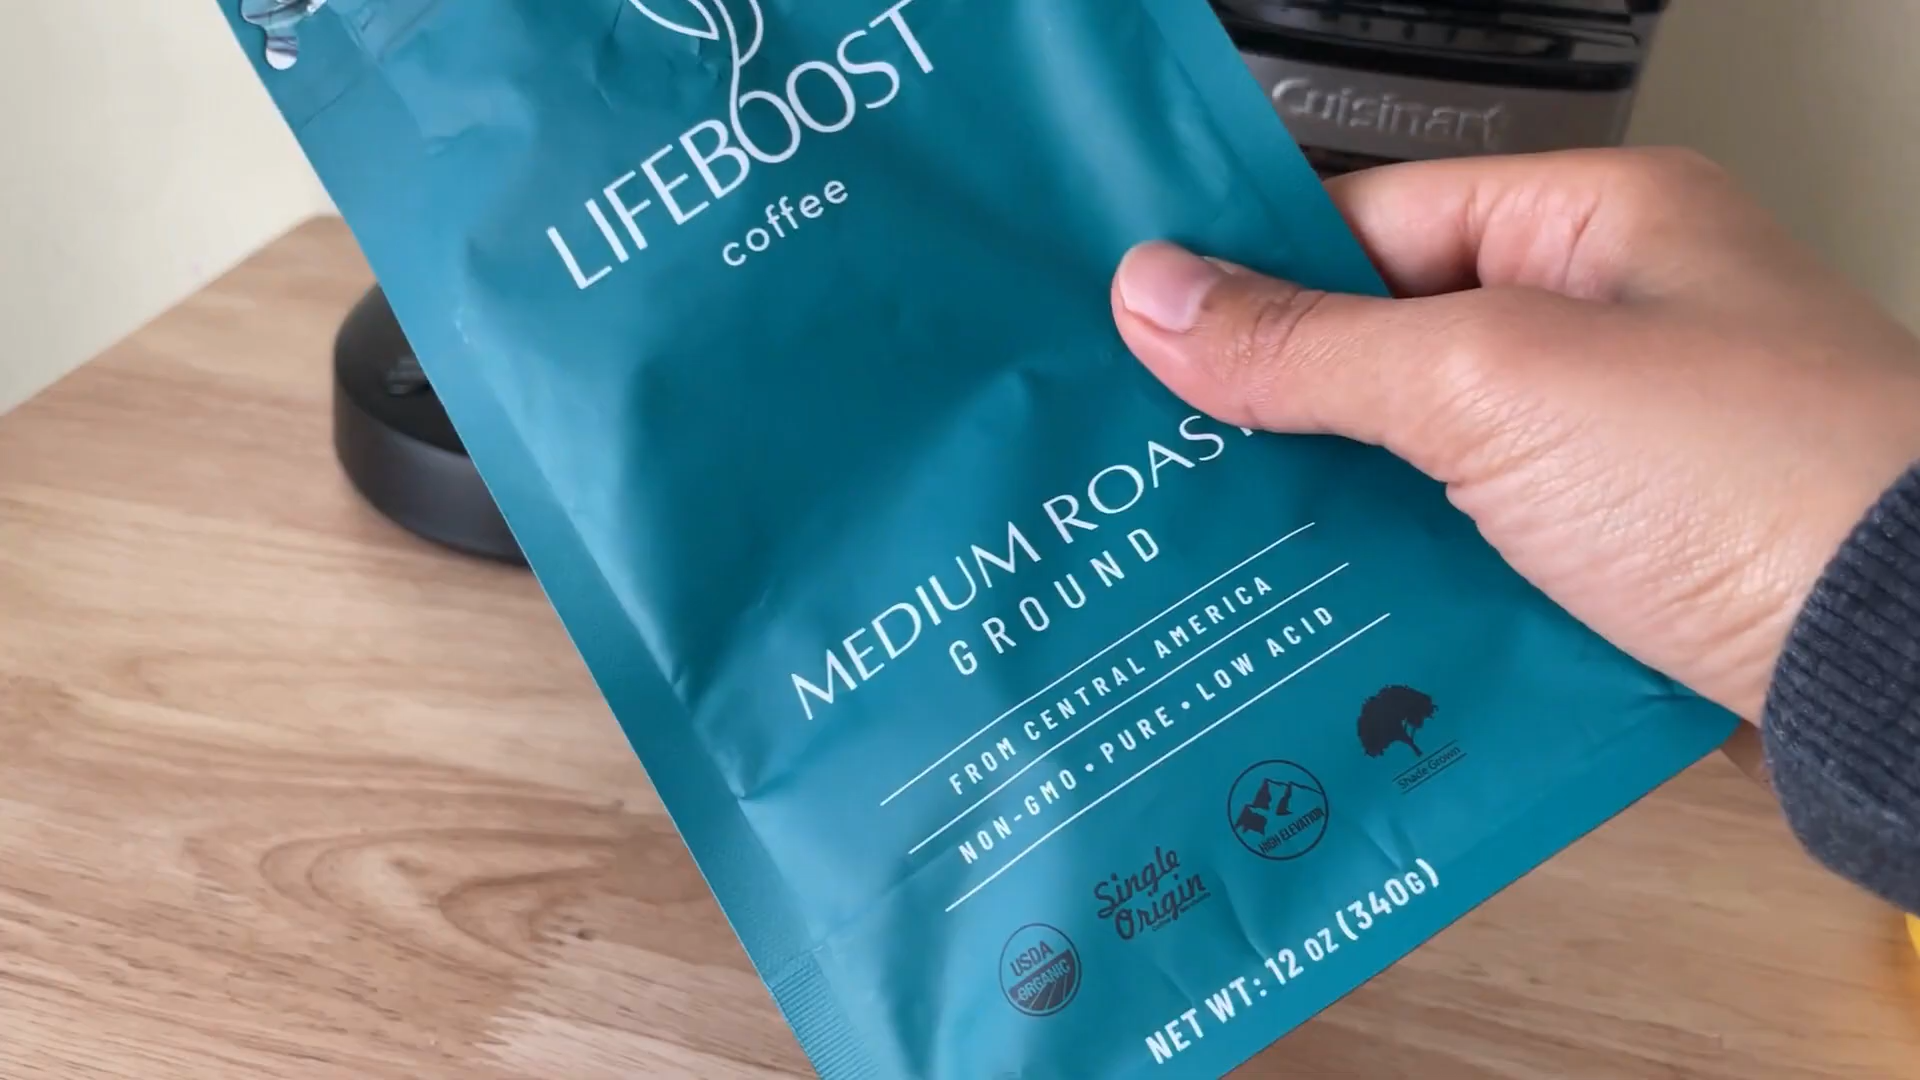 LIFEBOOST
coffee
Cuisinart
MEDIUM ROAST
GROUND
FROM CENTRAL AMERICA
NON-GMO • PURE • LOW ACID
Shade Grown
HIGH ELEVATION
Single
Origin
USDA
ORGANIC
NET WT: 12 OZ (340G)